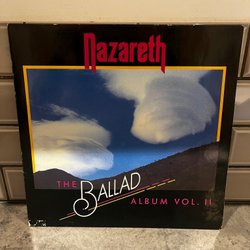 Nazareth
THE BALLAD
ALBUM VOL. II